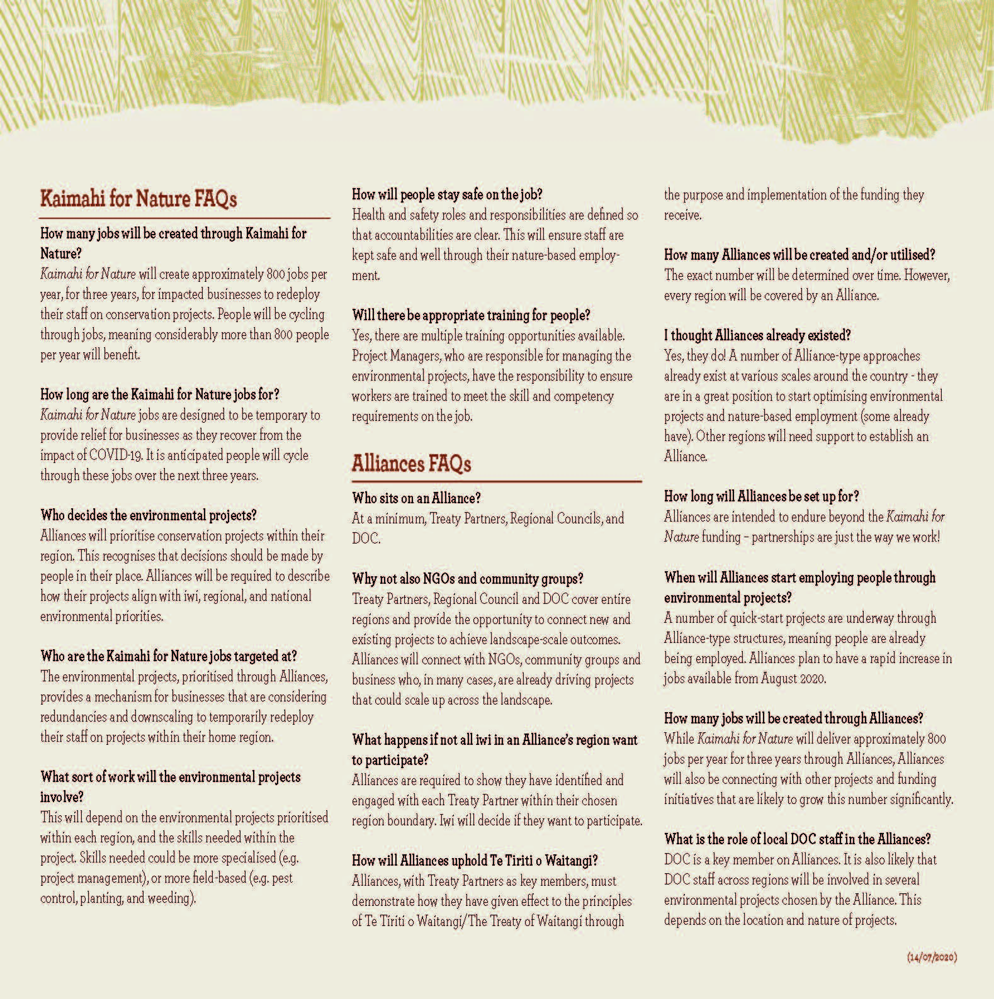 Kaimahi for Nature FAQs
How many jobs will be created through Kaimahi for
Nature?
Kaimahi for Nature will create approximately 800 jobs per
year, for three years, for impacted businesses to redeploy
their staff on conservation projects. People will be cycling
through jobs, meaning considerably more than 800 people
per year will benefit.
How long are the Kaimahi for Nature jobs for?
Kaimahi for Nature jobs are designed to be temporary to
provide relief for businesses as they recover from the
impact of COVID-19. It is anticipated people will cycle
through these jobs over the next three years.
Who decides the environmental projects?
Alliances will prioritise conservation projects within their
region. This recognises that decisions should be made by
people in their place. Alliances will be required to describe
how their projects align with iwi, regional, and national
environmental priorities.
Who are the Kaimahi for Nature jobs targeted at?
The environmental projects, prioritised through Alliances,
provides a mechanism for businesses that are considering
redundancies and downscaling to temporarily redeploy
their staff on projects within their home region.
What sort of work will the environmental projects
involve?
This will depend on the environmental projects prioritised
within each region, and the skills needed within the
project. Skills needed could be more specialised (e.g.
project management), or more field-based (e.g. pest
control, planting, and weeding).
How will people stay safe on the job?
Health and safety roles and responsibilities are defined so
that accountabilities are clear. This will ensure staff are
kept safe and well through their nature-based employ-
ment.
Will there be appropriate training for people?
Yes, there are multiple training opportunities available.
Project Managers, who are responsible for managing the
environmental projects, have the responsibility to ensure
workers are trained to meet the skill and competency
requirements on the job.
Alliances FAQs
Who sits on an Alliance?
At a minimum, Treaty Partners, Regional Councils, and
DOC.
Why not also NGOs and community groups?
Treaty Partners, Regional Council and DOC cover entire
regions and provide the opportunity to connect new and
existing projects to achieve landscape-scale outcomes.
Alliances will connect with NGOs, community groups and
business who, in many cases, are already driving projects
that could scale up across the landscape.
What happens if not all iwi in an Alliance's region want
to participate?
Alliances are required to show they have identified and
engaged with each Treaty Partner within their chosen
region boundary. Iwi will decide if they want to participate.
How will Alliances uphold Te Tiriti o Waitangi?
Alliances, with Treaty Partners as key members, must
demonstrate how they have given effect to the principles
of Te Tiriti o Waitangi/The Treaty of Waitangi through
the purpose and implementation of the funding they
receive.
How many Alliances will be created and/or utilised?
The exact number will be determined over time. However,
every region will be covered by an Alliance.
I thought Alliances already existed?
Yes, they do! A number of Alliance-type approaches
already exist at various scales around the country - they
are in a great position to start optimising environmental
projects and nature-based employment (some already
have). Other regions will need support to establish an
Alliance.
How long will Alliances be set up for?
Alliances are intended to endure beyond the Kaimahi for
Nature funding – partnerships are just the way we work!
When will Alliances start employing people through
environmental projects?
A number of quick-start projects are underway through
Alliance-type structures, meaning people are already
being employed. Alliances plan to have a rapid increase in
jobs available from August 2020.
How many jobs will be created through Alliances?
While Kaimahi for Nature will deliver approximately 800
jobs per year for three years through Alliances, Alliances
will also be connecting with other projects and funding
initiatives that are likely to grow this number significantly.
What is the role of local DOC staff in the Alliances?
DOC is a key member on Alliances. It is also likely that
DOC staff across regions will be involved in several
environmental projects chosen by the Alliance. This
depends on the location and nature of projects.
(14/07/2020)